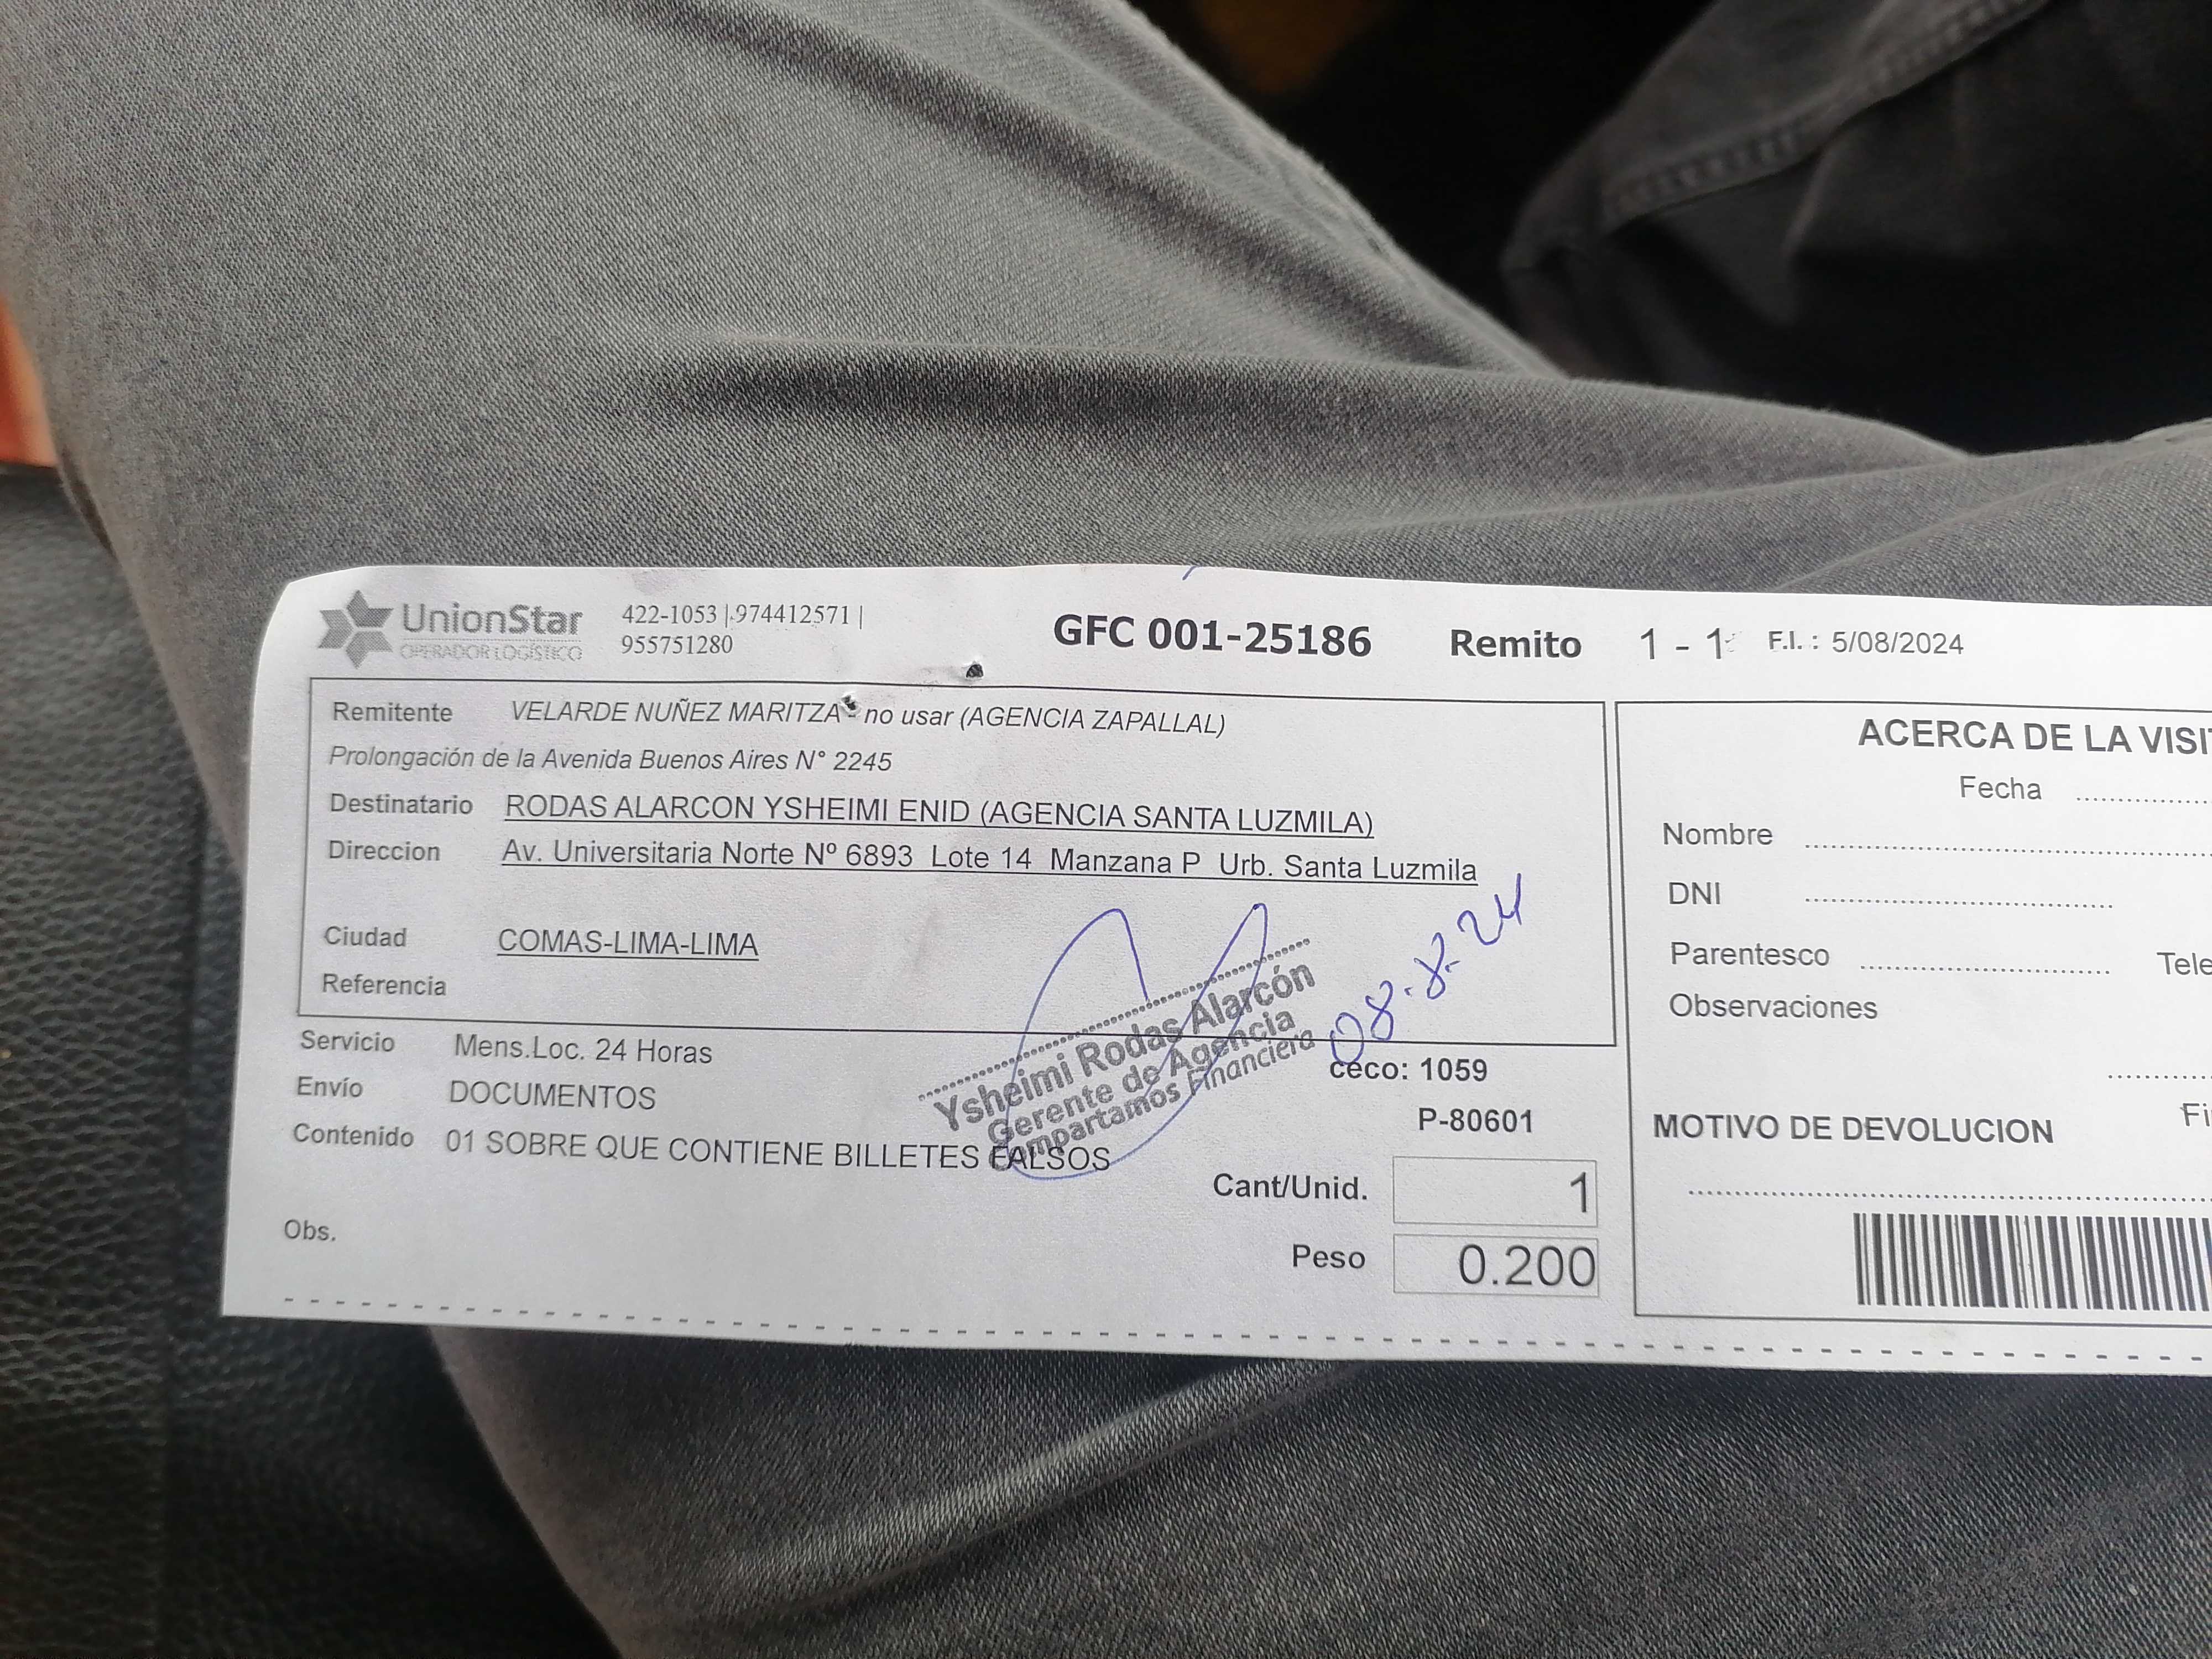 UnionStar
OPERADOR LOGÍSTICO
422-1053 | 974412571 |
955751280
GFC 001-25186 Remito 1 - 1 F.I. : 5/08/2024
Remitente VELARDE NUÑEZ MARITZA - no usar (AGENCIA ZAPALLAL)
Prolongación de la Avenida Buenos Aires N° 2245
Destinatario RODAS ALARCON YSHEIMI ENID (AGENCIA SANTA LUZMILA)
Direccion Av. Universitaria Norte Nº 6893 Lote 14 Manzana P Urb. Santa Luzmila
Ciudad COMAS-LIMA-LIMA
Referencia
08.8.24
Ysheimi Rodas Alarcón
Gerente de Agencia
Compartamos Financiera
Servicio Mens.Loc. 24 Horas
ceco: 1059
Envío DOCUMENTOS
P-80601
Contenido 01 SOBRE QUE CONTIENE BILLETES FALSOS
Cant/Unid. 1
Obs.
Peso 0.200
ACERCA DE LA VISI
Fecha
Nombre
DNI
Parentesco Tele
Observaciones
Fi
MOTIVO DE DEVOLUCION